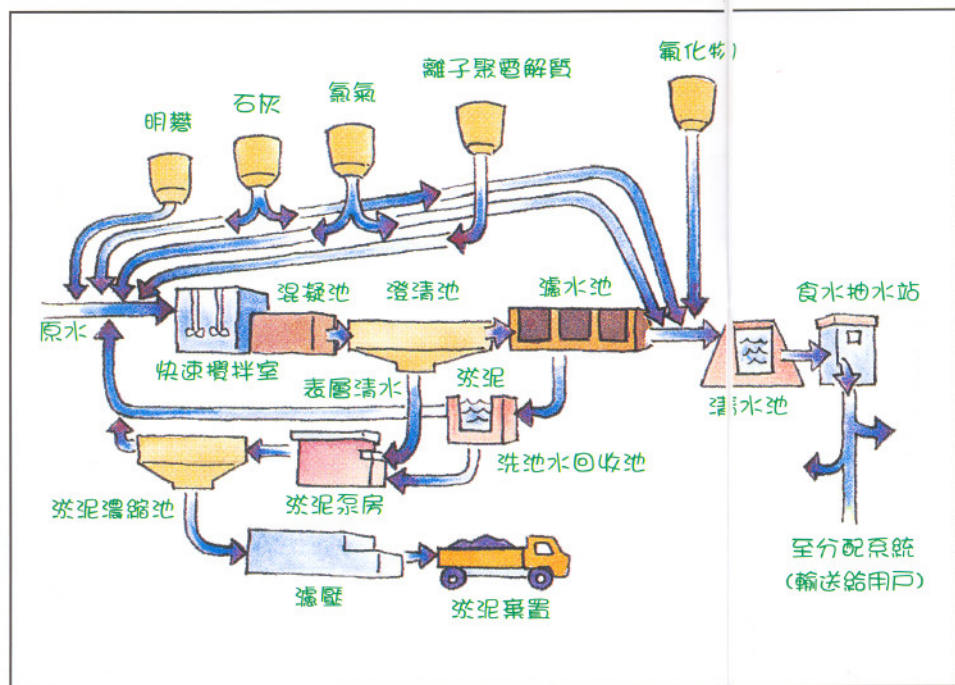 氟化物
離子聚電解質
氯氣
石灰
明礬
混凝池
澄清池
濾水池
食水抽水站
原水
快速攪拌室
表層清水
淤泥
清水池
洗池水回收池
淤泥濃縮池
淤泥泵房
至分配系統
(輸送給用戶)
濾壓
淤泥棄置